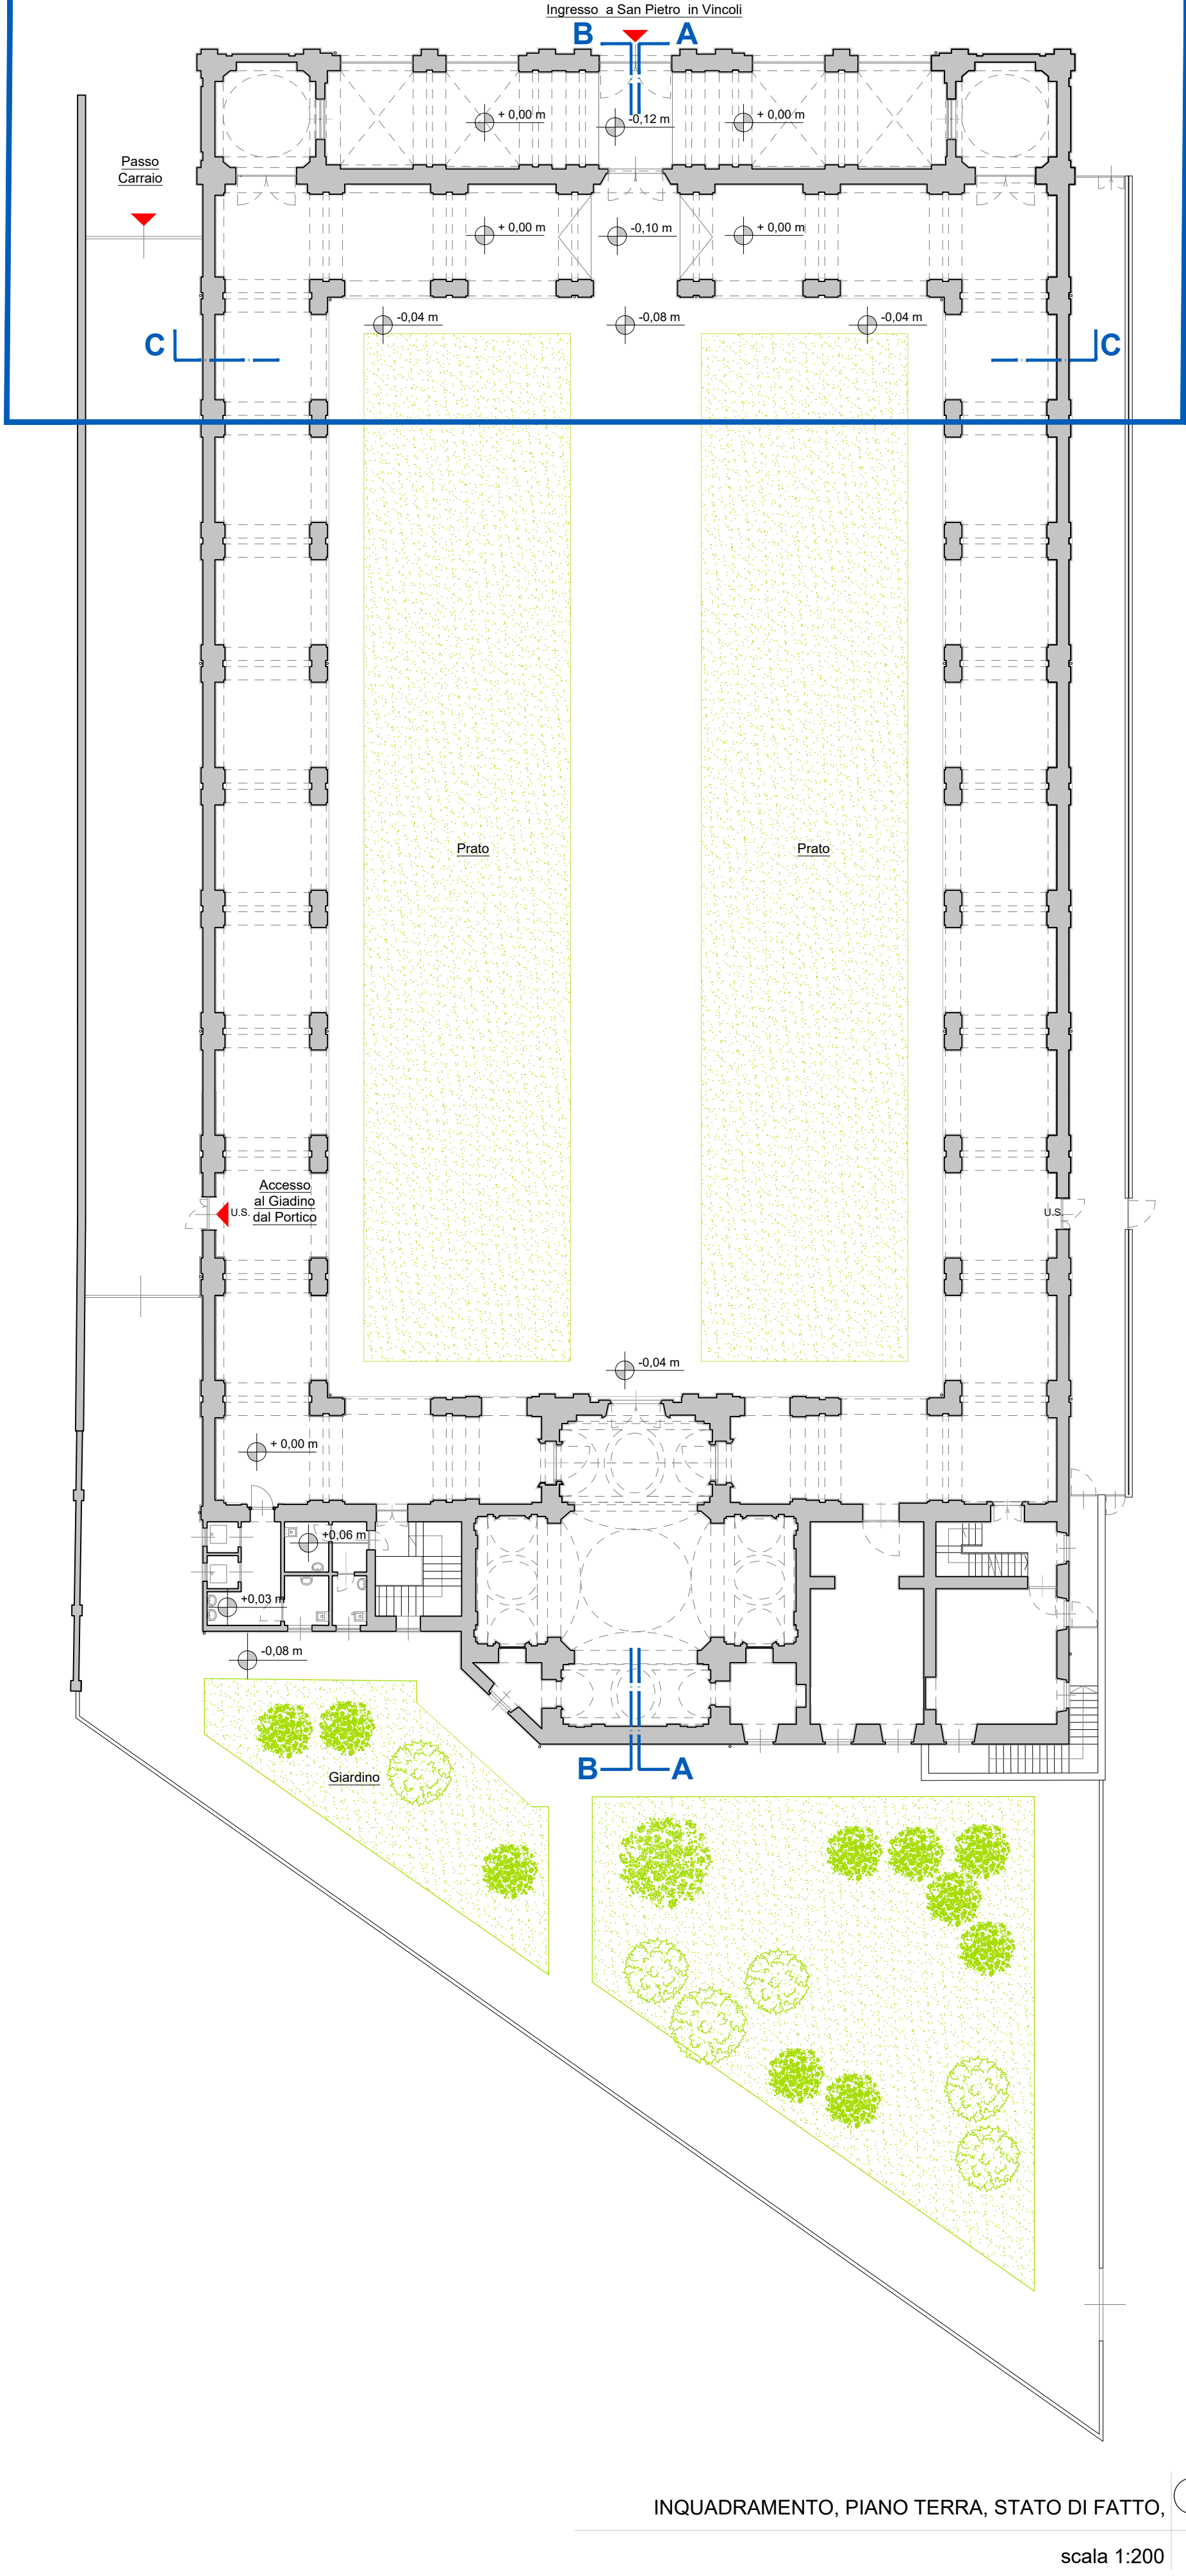 Ingresso a San Pietro in Vincoli
B A
+ 0,00 m
-0,12 m
+ 0,00 m
Passo
Carraio
+ 0,00 m
-0,10 m
+ 0,00 m
-0,04 m
-0,08 m
-0,04 m
C
C
Prato
Prato
Accesso
al Giadino
dal Portico
U.S.
U.S.
-0,04 m
+ 0,00 m
+0,06 m
+0,03 m
-0,08 m
B A
Giardino
INQUADRAMENTO, PIANO TERRA, STATO DI FATTO,
scala 1:200